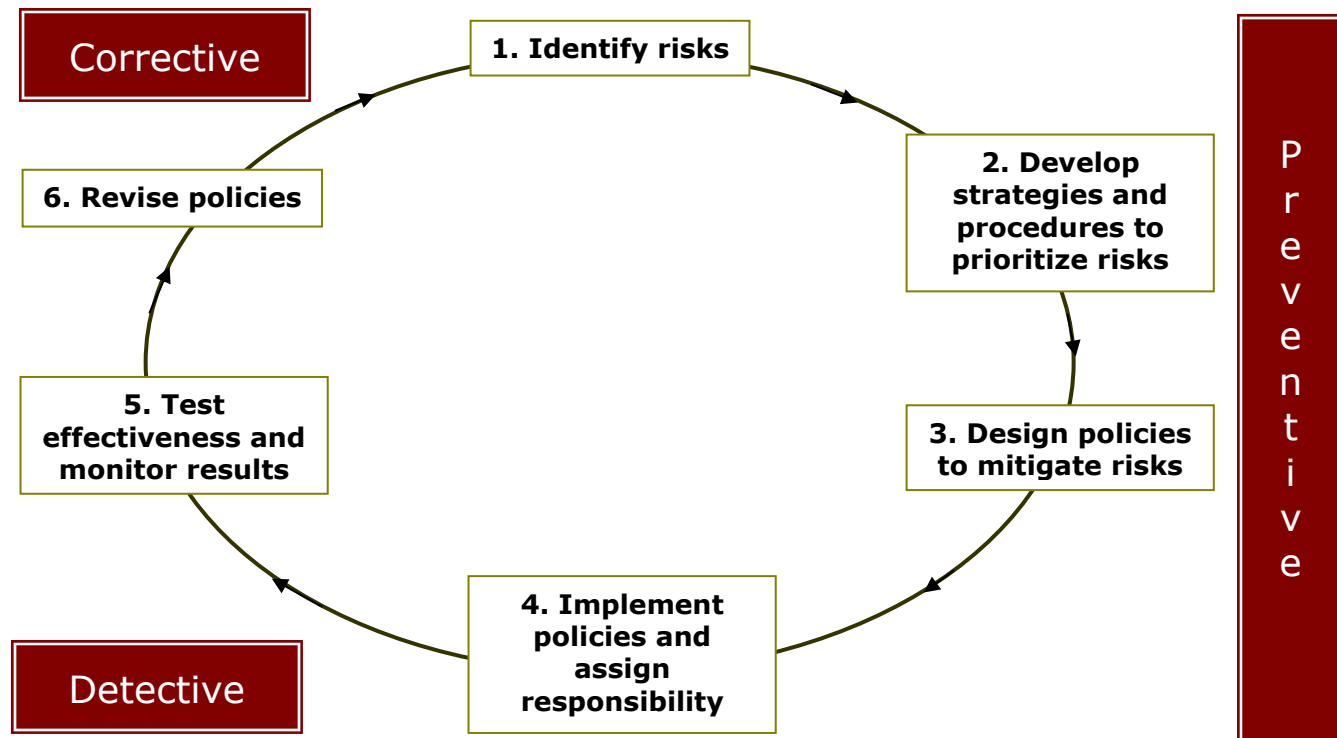 Corrective
1. Identify risks
2. Develop
strategies and
procedures to
prioritize risks
3. Design policies
to mitigate risks
4. Implement
policies and
assign
responsibility
5. Test
effectiveness and
monitor results
6. Revise policies
Detective
P
r
e
v
e
n
t
i
v
e